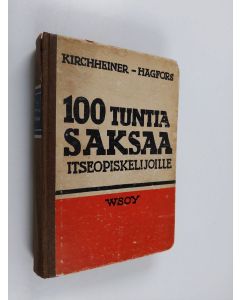 KIRCHHEINER – HAGFORS
100 TUNTIA
SAKSAA
ITSEOPISKELIJOILLE
WSOY